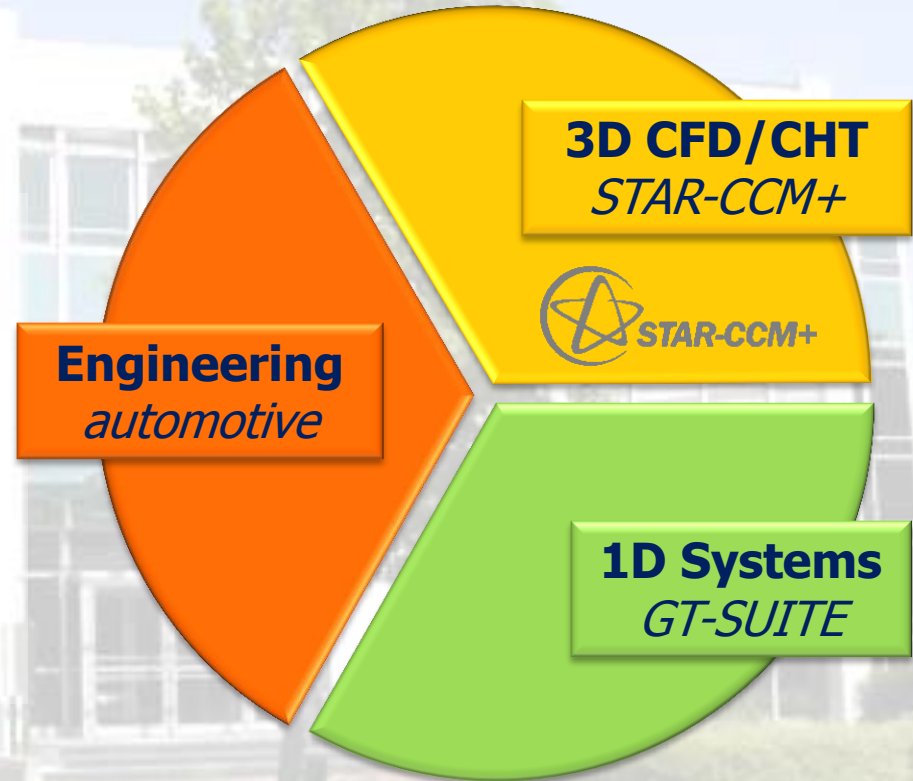 3D CFD/CHT
STAR-CCM+
STAR-CCM+
Engineering
automotive
1D Systems
GT-SUITE